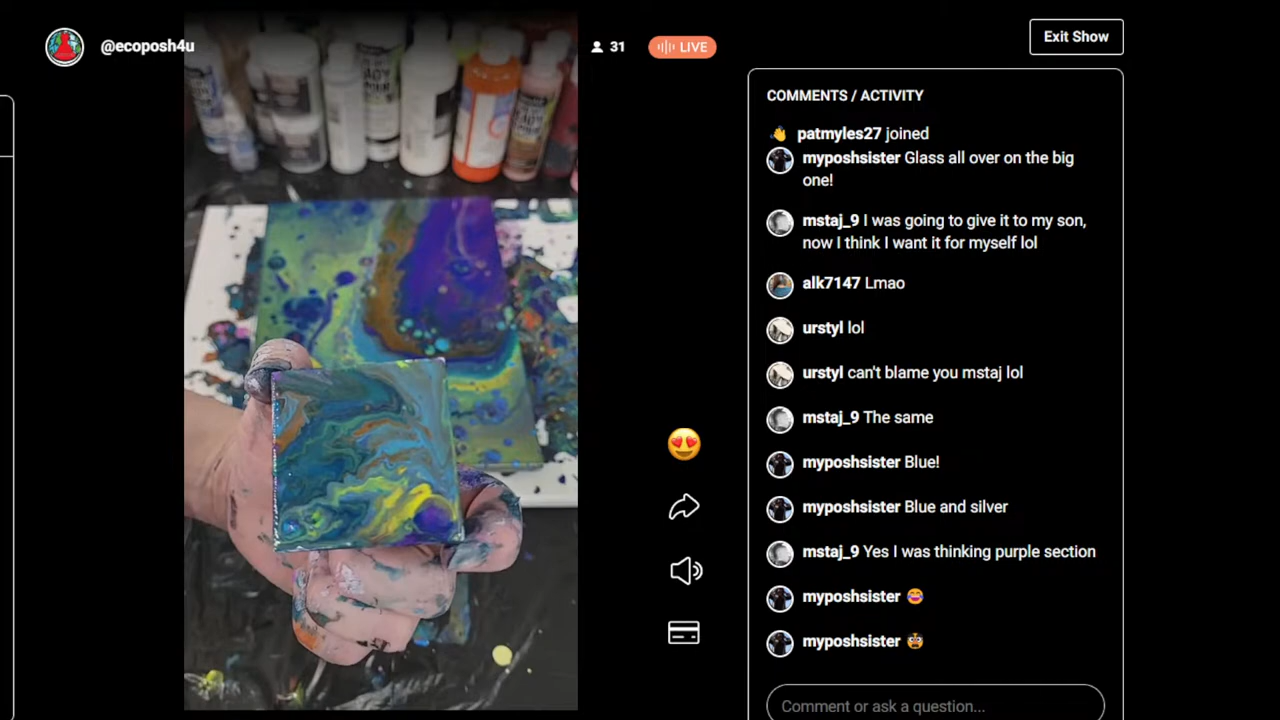 @ecoposh4u
31
LIVE
Exit Show
COMMENTS / ACTIVITY
patmyles27 joined
myposhsister Glass all over on the big
one!
mstaj_9 I was going to give it to my son,
now I think I want it for myself lol
alk7147 Lmao
urstyl lol
urstyl can't blame you mstaj lol
mstaj_9 The same
myposhsister Blue!
myposhsister Blue and silver
mstaj_9 Yes I was thinking purple section
myposhsister 😂
myposhsister
Comment or ask a question...